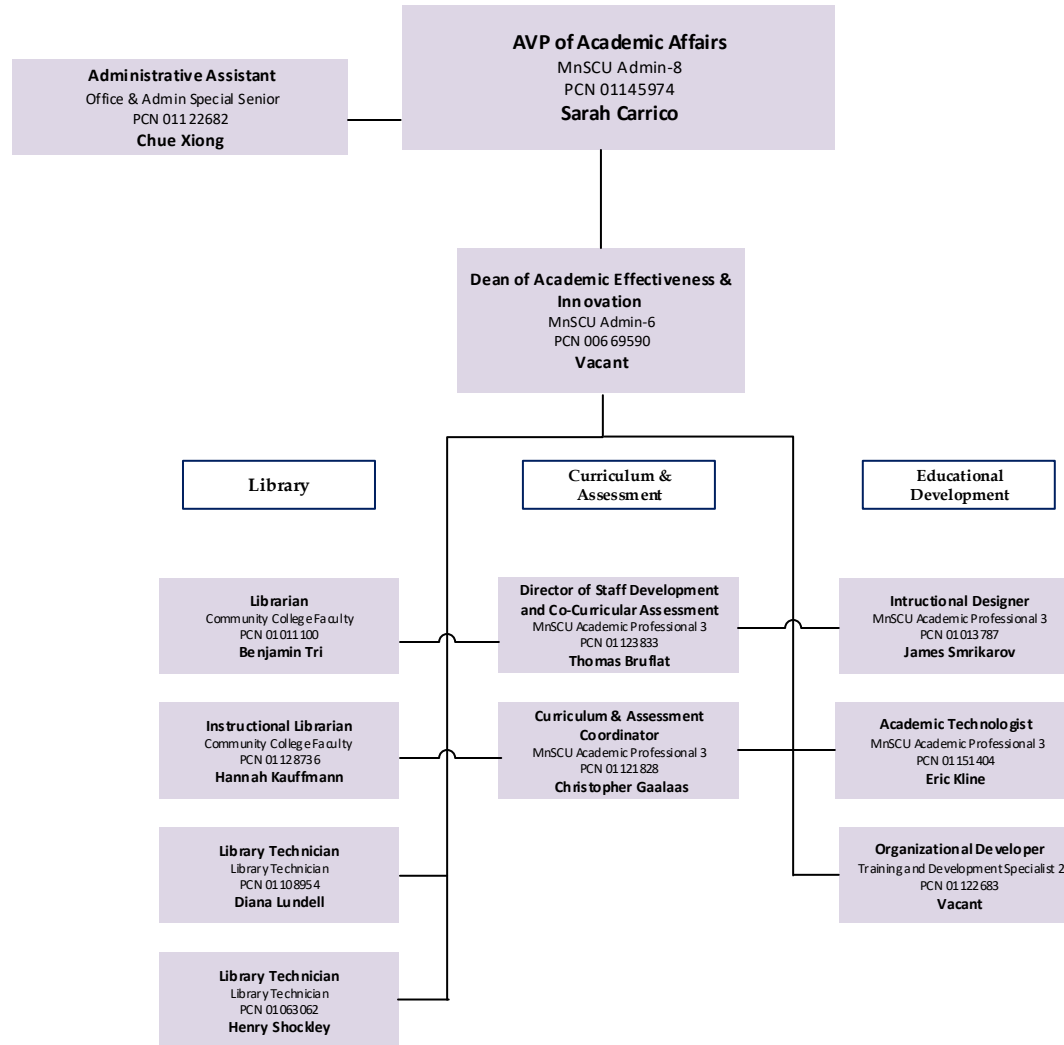 AVP of Academic Affairs
MnSCU Admin-8
PCN 01145974
Sarah Carrico
Administrative Assistant
Office & Admin Special Senior
PCN 01122682
Chue Xiong
Dean of Academic Effectiveness &
Innovation
MnSCU Admin-6
PCN 00669590
Vacant
Library
Curriculum &
Assessment
Educational
Development
Librarian
Community College Faculty
PCN 01011100
Benjamin Tri
Director of Staff Development
and Co-Curricular Assessment
MnSCU Academic Professional 3
PCN 01123833
Thomas Bruflat
Intructional Designer
MnSCU Academic Professional 3
PCN 01013787
James Smrikarov
Instructional Librarian
Community College Faculty
PCN 01128736
Hannah Kauffmann
Curriculum & Assessment
Coordinator
MnSCU Academic Professional 3
PCN 01121828
Christopher Gaalaas
Academic Technologist
MnSCU Academic Professional 3
PCN 01151404
Eric Kline
Library Technician
Library Technician
PCN 01108954
Diana Lundell
Organizational Developer
Training and Development Specialist 2
PCN 01122683
Vacant
Library Technician
Library Technician
PCN 01063062
Henry Shockley